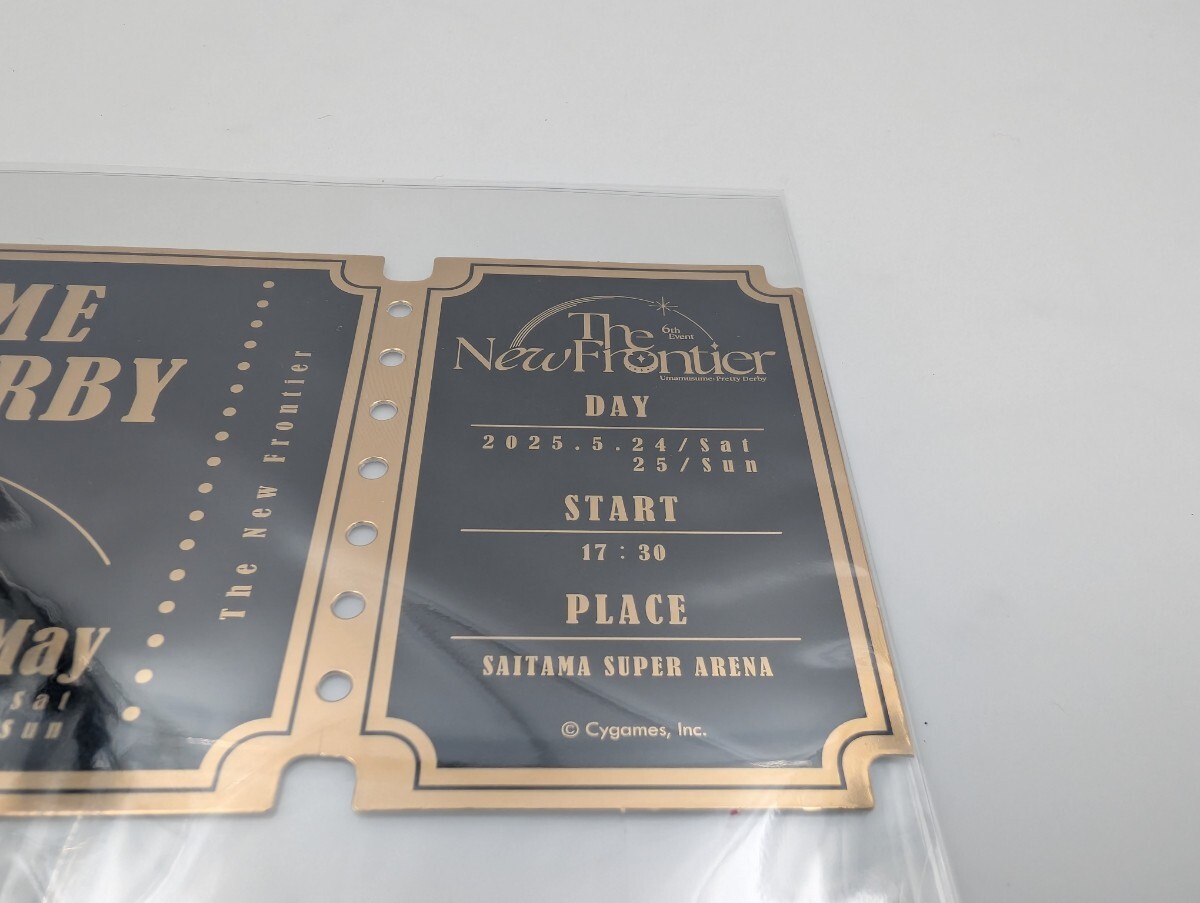 ME
RBY
May
Sat
Sun
The New Frontier
The
6th
Event
New Frontier
Umamusume: Pretty Derby
DAY
2025.5.24/Sat
25/Sun
START
17:30
PLACE
SAITAMA SUPER ARENA
© Cygames, Inc.